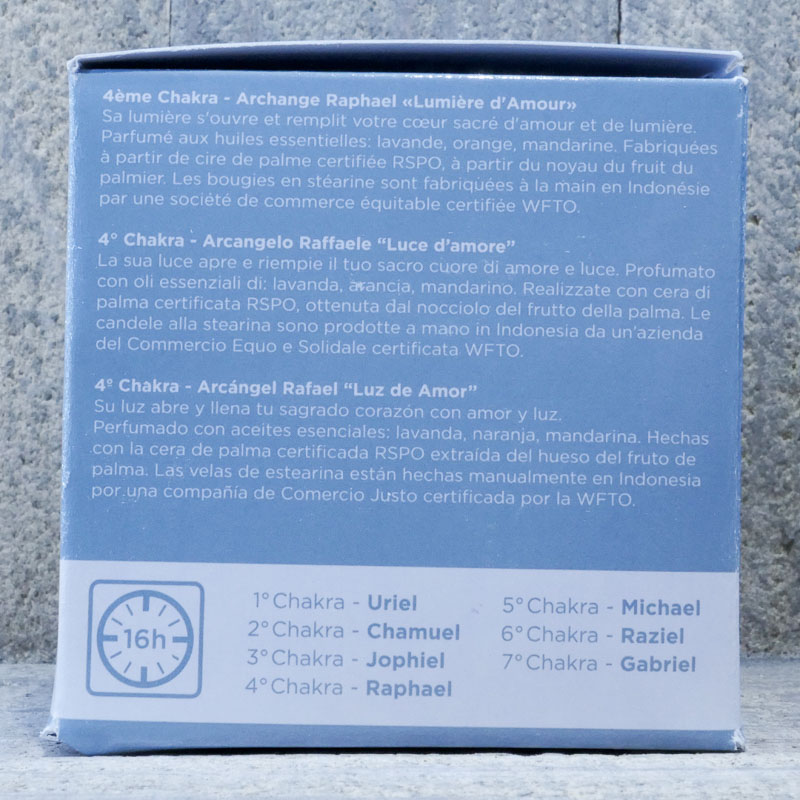 4ème Chakra - Archange Raphael «Lumière d'Amour»
Sa lumière s'ouvre et remplit votre cœur sacré d'amour et de lumière.
Parfumé aux huiles essentielles: lavande, orange, mandarine. Fabriquées
à partir de cire de palme certifiée RSPO, à partir du noyau du fruit du
palmier. Les bougies en stéarine sont fabriquées à la main en Indonésie
par une société de commerce équitable certifiée WFTO.
4° Chakra - Arcangelo Raffaele "Luce d'amore"
La sua luce apre e riempie il tuo sacro cuore di amore e luce. Profumato
con oli essenziali di: lavanda, arancia, mandarino. Realizzate con cera di
palma certificata RSPO, ottenuta dal nocciolo del frutto della palma. Le
candele alla stearina sono prodotte a mano in Indonesia da un'azienda
del Commercio Equo e Solidale certificata WFTO.
4º Chakra - Arcángel Rafael "Luz de Amor"
Su luz abre y llena tu sagrado corazón con amor y luz.
Perfumado con aceites esenciales: lavanda, naranja, mandarina. Hechas
con la cera de palma certificada RSPO extraída del hueso del fruto de
palma. Las velas de estearina están hechas manualmente en Indonesia
por una compañía de Comercio Justo certificada por la WFTO.
16h
1° Chakra - Uriel
2° Chakra - Chamuel
3° Chakra - Jophiel
4° Chakra - Raphael
5° Chakra - Michael
6° Chakra - Raziel
7° Chakra - Gabriel